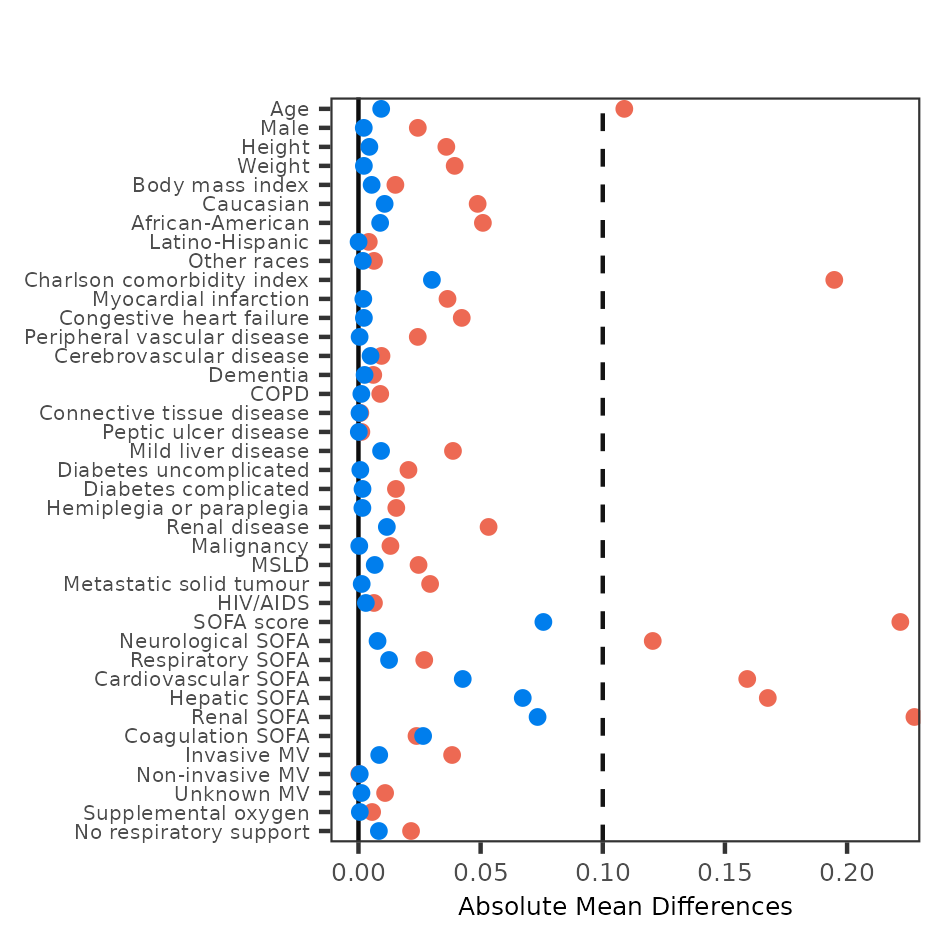 Age
Male
Height
Weight
Body mass index
Caucasian
African-American
Latino-Hispanic
Other races
Charlson comorbidity index
Myocardial infarction
Congestive heart failure
Peripheral vascular disease
Cerebrovascular disease
Dementia
COPD
Connective tissue disease
Peptic ulcer disease
Mild liver disease
Diabetes uncomplicated
Diabetes complicated
Hemiplegia or paraplegia
Renal disease
Malignancy
MSLD
Metastatic solid tumour
HIV/AIDS
SOFA score
Neurological SOFA
Respiratory SOFA
Cardiovascular SOFA
Hepatic SOFA
Renal SOFA
Coagulation SOFA
Invasive MV
Non-invasive MV
Unknown MV
Supplemental oxygen
No respiratory support
0.00 0.05 0.10 0.15 0.20
Absolute Mean Differences